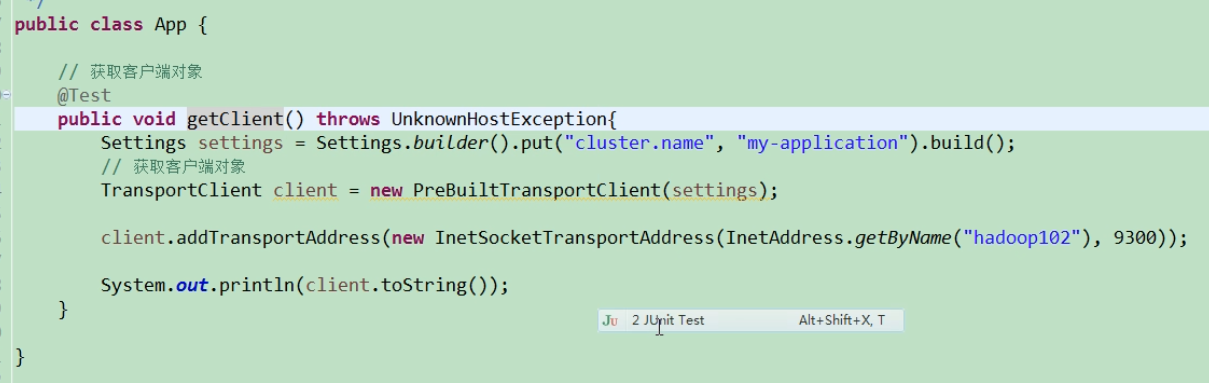 */
public class App {
// 获取客户端对象
@Test
public void getClient() throws UnknownHostException{
Settings settings = Settings.builder().put("cluster.name", "my-application").build();
// 获取客户端对象
TransportClient client = new PreBuiltTransportClient(settings);
client.addTransportAddress(new InetSocketTransportAddress(InetAddress.getByName("hadoop102"), 9300));
System.out.println(client.toString());
}
Ju 2 JUnit Test Alt+Shift+X, T
}